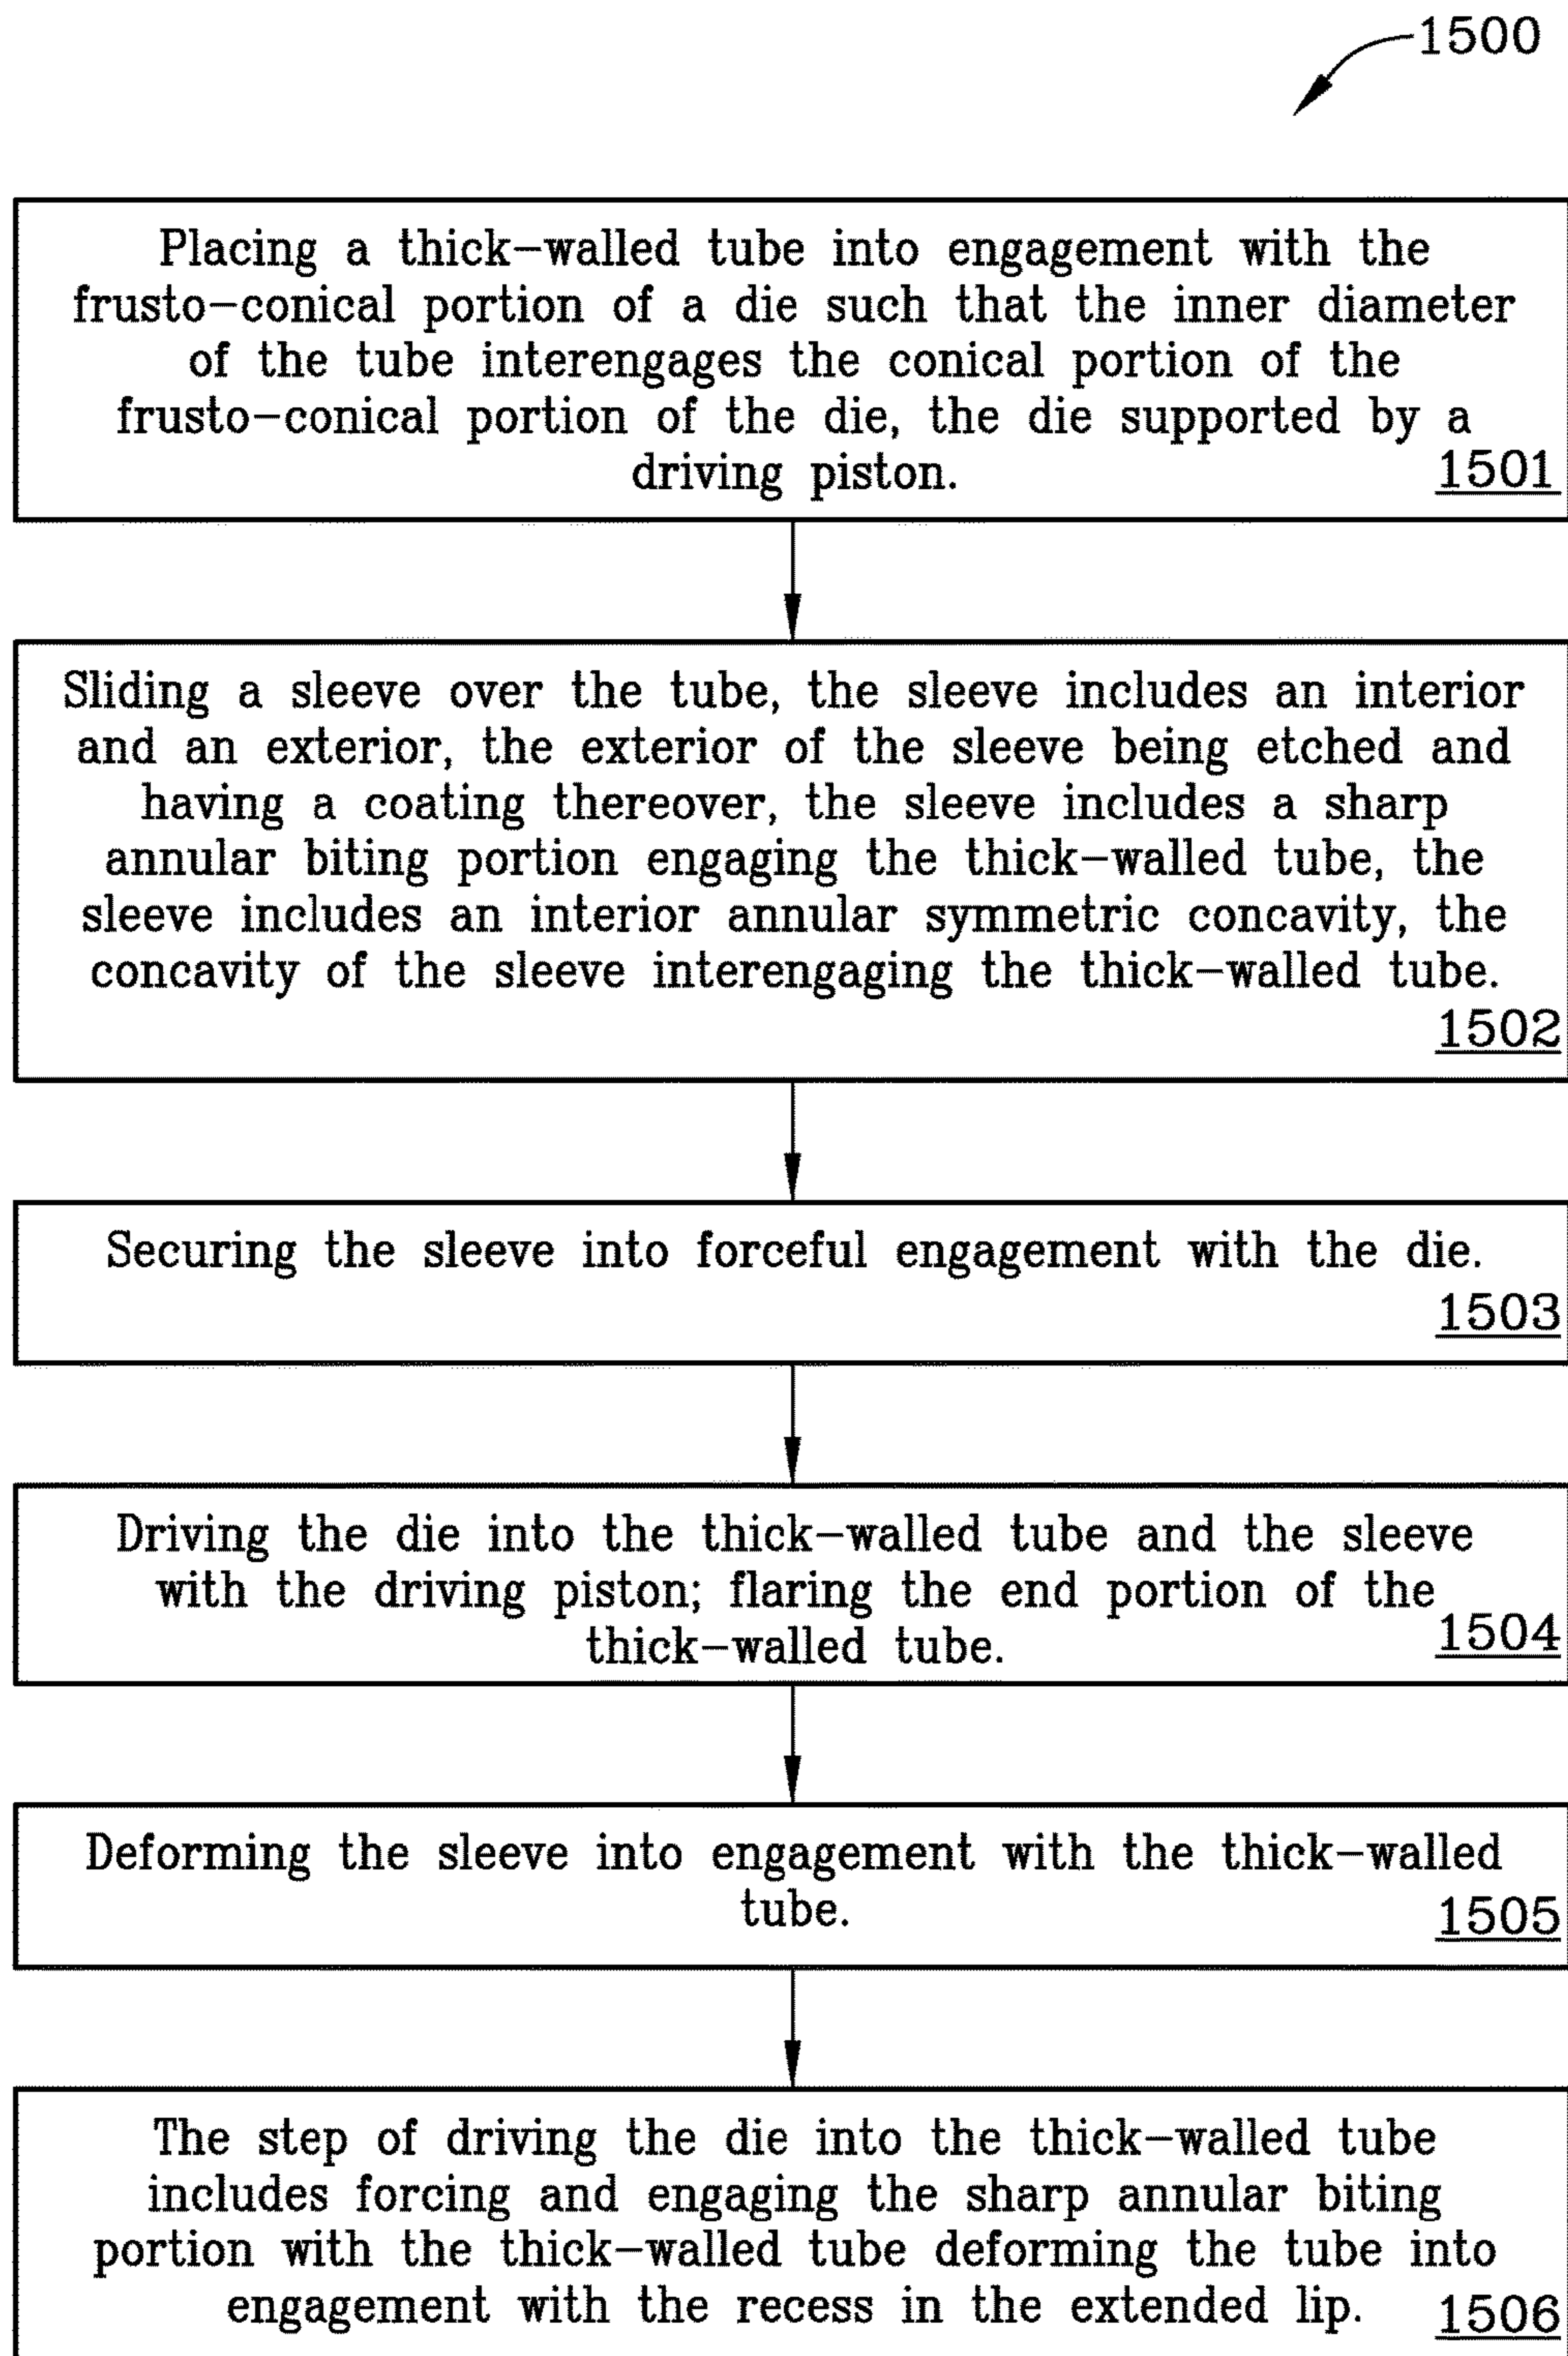 1500
Placing a thick-walled tube into engagement with the
frusto-conical portion of a die such that the inner diameter
of the tube interengages the conical portion of the
frusto-conical portion of the die, the die supported by a
driving piston.
1501
Sliding a sleeve over the tube, the sleeve includes an interior
and an exterior, the exterior of the sleeve being etched and
having a coating thereover, the sleeve includes a sharp
annular biting portion engaging the thick-walled tube, the
sleeve includes an interior annular symmetric concavity, the
concavity of the sleeve interengaging the thick-walled tube.
1502
Securing the sleeve into forceful engagement with the die.
1503
Driving the die into the thick-walled tube and the sleeve
with the driving piston; flaring the end portion of the
thick-walled tube.
1504
Deforming the sleeve into engagement with the thick-walled
tube.
1505
The step of driving the die into the thick-walled tube
includes forcing and engaging the sharp annular biting
portion with the thick-walled tube deforming the tube into
engagement with the recess in the extended lip.
1506